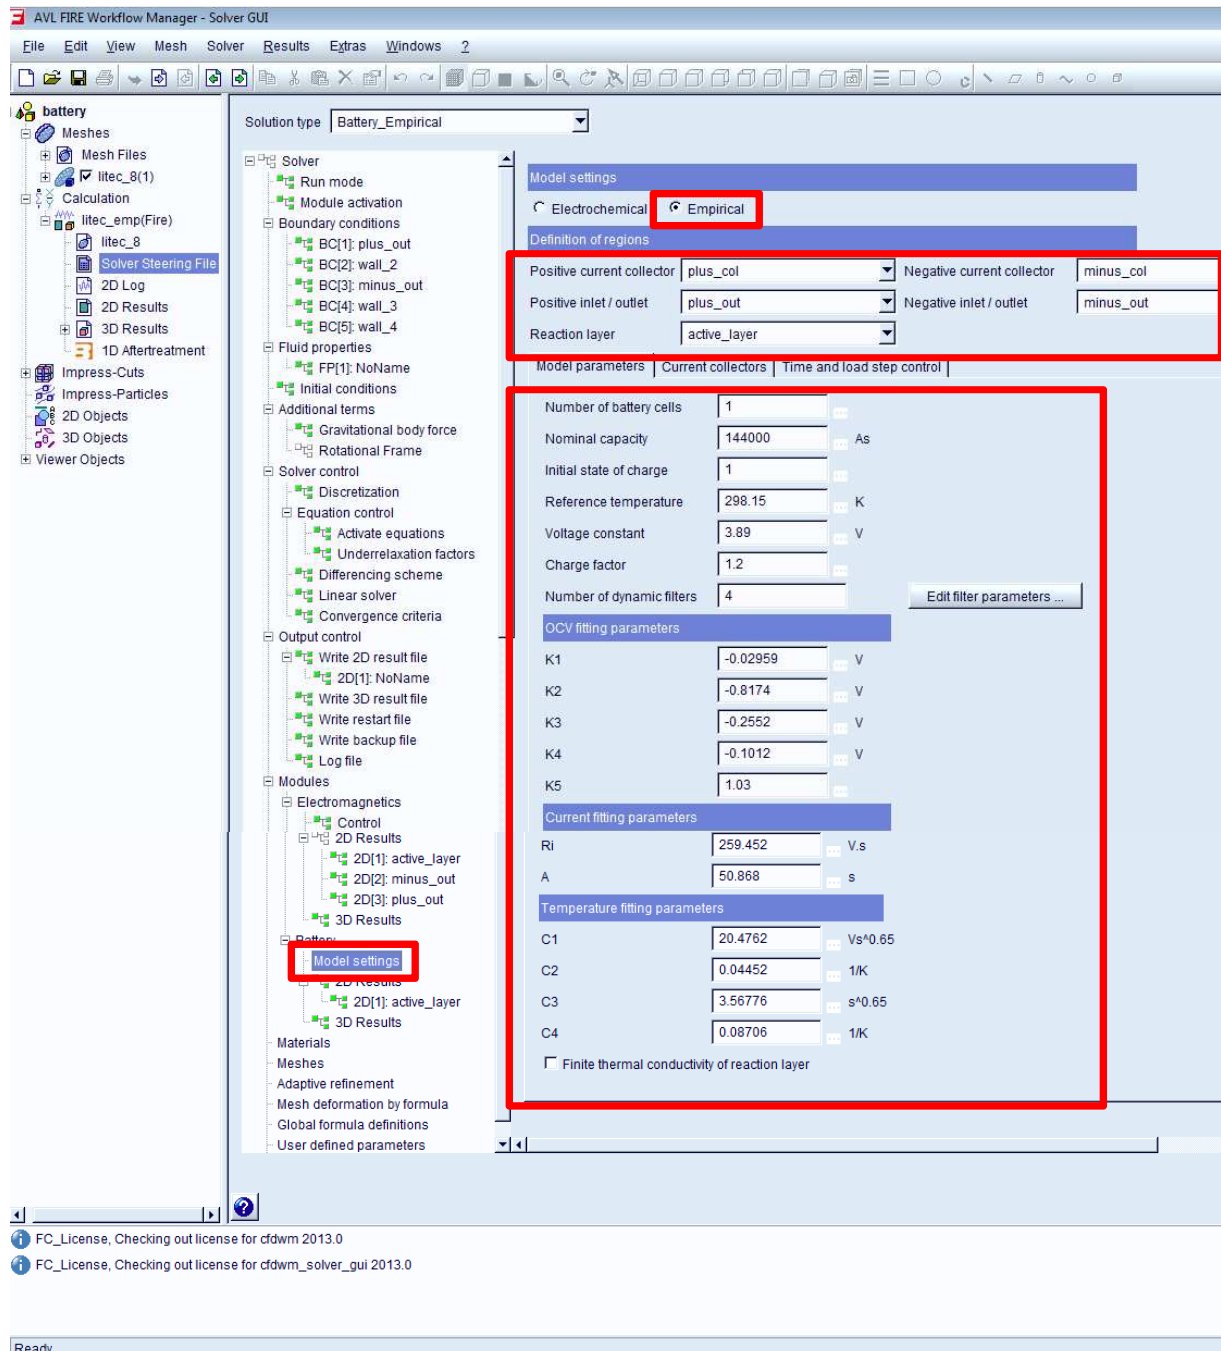 AVL FIRE Workflow Manager - Solver GUI
File Edit View Mesh Solver Results Extras Windows ?
battery
Meshes
Mesh Files
litec_8(1)
Calculation
litec_emp(Fire)
litec_8
Solver Steering File
2D Log
2D Results
3D Results
1D Aftertreatment
Impress-Cuts
Impress-Particles
2D Objects
3D Objects
Viewer Objects
Solution type Battery_Empirical
Solver
Run mode
Module activation
Boundary conditions
BC[1]: plus_out
BC[2]: wall_2
BC[3]: minus_out
BC[4]: wall_3
BC[5]: wall_4
Fluid properties
FP[1]: NoName
Initial conditions
Additional terms
Gravitational body force
Rotational Frame
Solver control
Discretization
Equation control
Activate equations
Underrelaxation factors
Differencing scheme
Linear solver
Convergence criteria
Output control
Write 2D result file
2D[1]: NoName
Write 3D result file
Write restart file
Write backup file
Log file
Modules
Electromagnetics
Control
2D Results
2D[1]: active_layer
2D[2]: minus_out
2D[3]: plus_out
3D Results
Battery
Model settings
2D Results
2D[1]: active_layer
3D Results
Materials
Meshes
Adaptive refinement
Mesh deformation by formula
Global formula definitions
User defined parameters
Model settings
Electrochemical Empirical
Definition of regions
Positive current collector plus_col Negative current collector minus_col
Positive inlet / outlet plus_out Negative inlet / outlet minus_out
Reaction layer active_layer
Model parameters Current collectors Time and load step control
Number of battery cells 1 ...
Nominal capacity 144000 ... As
Initial state of charge 1 ...
Reference temperature 298.15 ... K
Voltage constant 3.89 ... V
Charge factor 1.2 ...
Number of dynamic filters 4 Edit filter parameters ...
OCV fitting parameters
K1 -0.02959 ... V
K2 -0.8174 ... V
K3 -0.2552 ... V
K4 -0.1012 ... V
K5 1.03 ...
Current fitting parameters
Ri 259.452 ... V.s
A 50.868 ... s
Temperature fitting parameters
C1 20.4762 ... Vs^0.65
C2 0.04452 ... 1/K
C3 3.56776 ... s^0.65
C4 0.08706 ... 1/K
Finite thermal conductivity of reaction layer
FC_License, Checking out license for cfdwm 2013.0
FC_License, Checking out license for cfdwm_solver_gui 2013.0
Ready